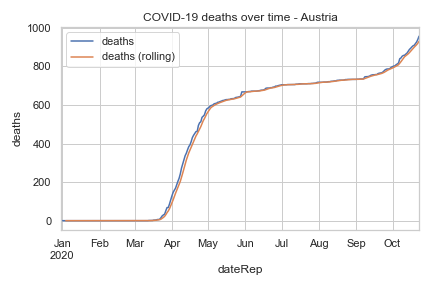 COVID-19 deaths over time - Austria
deaths
deaths (rolling)
1000
800
600
400
200
0
deaths
Jan Feb Mar Apr May Jun Jul Aug Sep Oct
2020
dateRep